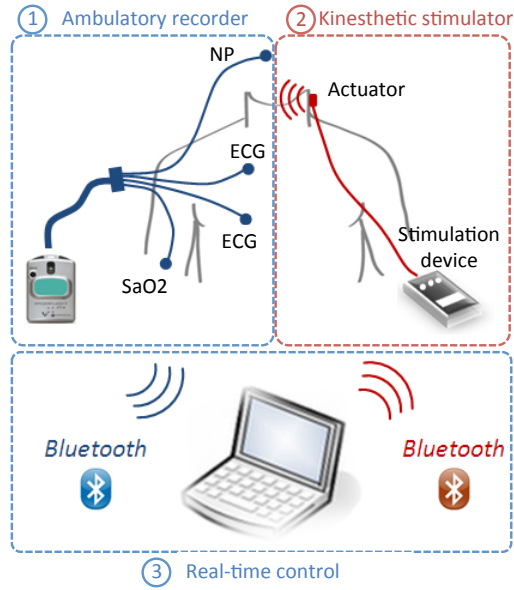 1 Ambulatory recorder
2 Kinesthetic stimulator
NP
Actuator
ECG
ECG
SaO2
Stimulation
device
Bluetooth
Bluetooth
3 Real-time control